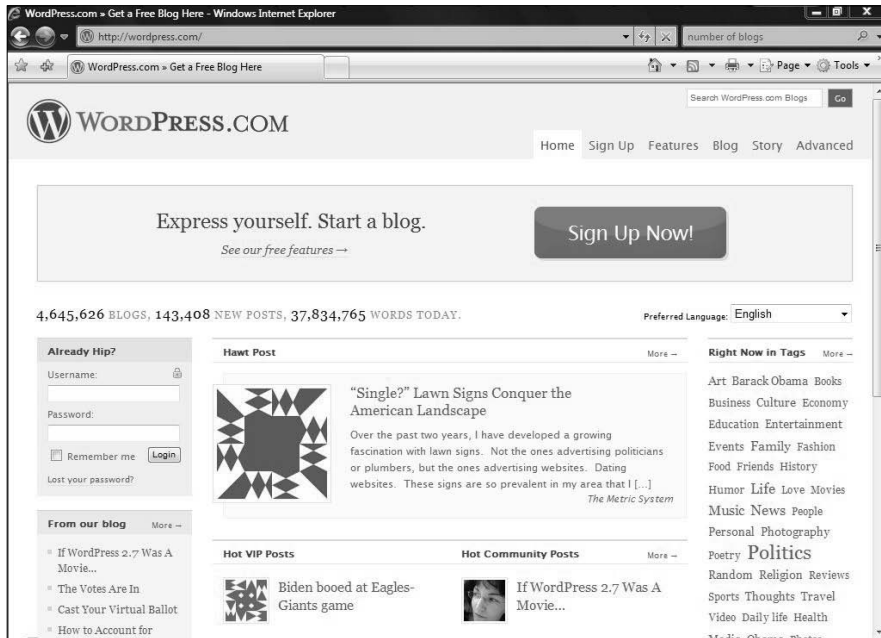 WordPress.com » Get a Free Blog Here - Windows Internet Explorer
http://wordpress.com/
number of blogs
WordPress.com » Get a Free Blog Here
Page Tools
Search WordPress.com Blogs Go
WORDPRESS.COM
Home Sign Up Features Blog Story Advanced
Express yourself. Start a blog.
See our free features →
Sign Up Now!
4,645,626 BLOGS, 143,408 NEW POSTS, 37,834,765 WORDS TODAY.
Preferred Language: English
Already Hip?
Username:
Password:
Remember me Login
Lost your password?
From our blog More →
If WordPress 2.7 Was A
Movie...
The Votes Are In
Cast Your Virtual Ballot
How to Account for
Hawt Post More →
“Single?” Lawn Signs Conquer the
American Landscape
Over the past two years, I have developed a growing
fascination with lawn signs. Not the ones advertising politicians
or plumbers, but the ones advertising websites. Dating
websites. These signs are so prevalent in my area that I [...]
The Metric System
Hot VIP Posts
Biden booed at Eagles-
Giants game
Hot Community Posts More →
If WordPress 2.7 Was A
Movie...
Right Now in Tags More →
Art Barack Obama Books
Business Culture Economy
Education Entertainment
Events Family Fashion
Food Friends History
Humor Life Love Movies
Music News People
Personal Photography
Poetry Politics
Random Religion Reviews
Sports Thoughts Travel
Video Daily life Health
Media Obama Photos